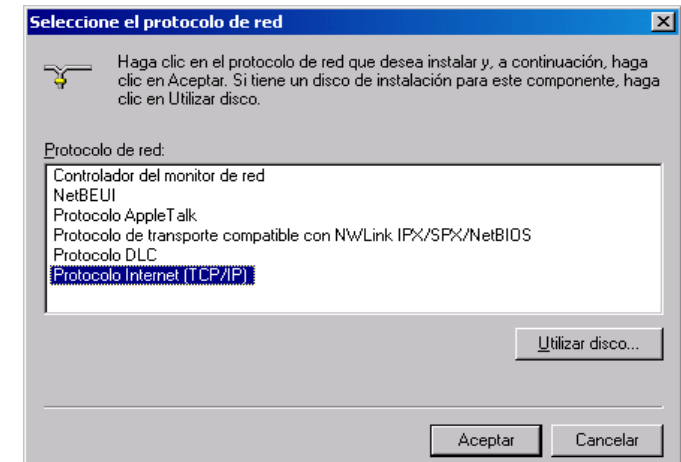 Seleccione el protocolo de red
Haga clic en el protocolo de red que desea instalar y, a continuación, haga
clic en Aceptar. Si tiene un disco de instalación para este componente, haga
clic en Utilizar disco.
Protocolo de red:
Controlador del monitor de red
NetBEUI
Protocolo AppleTalk
Protocolo de transporte compatible con NWLink IPX/SPX/NetBIOS
Protocolo DLC
Protocolo Internet (TCP/IP)
Utilizar disco...
Aceptar Cancelar